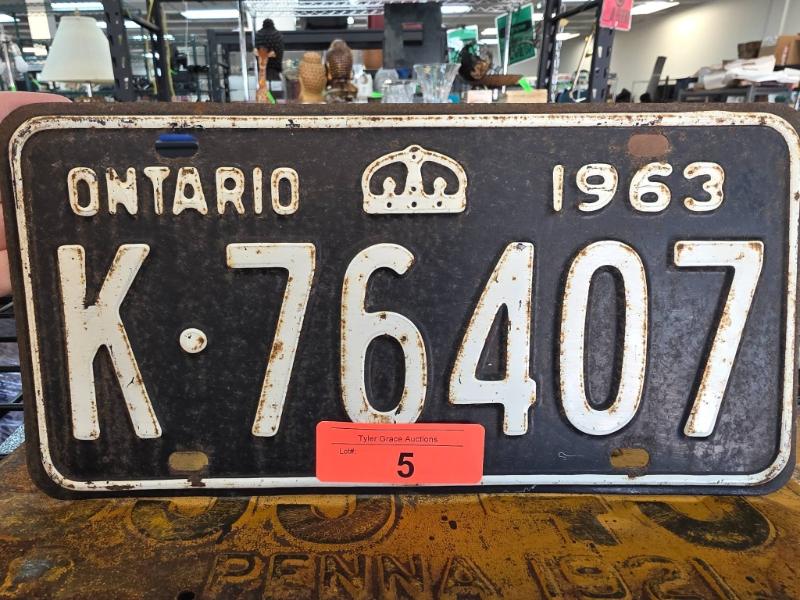 ONTARIO 1963
K·76407
Tyler Grace Auctions
Lot#:
5
PENNA 1921